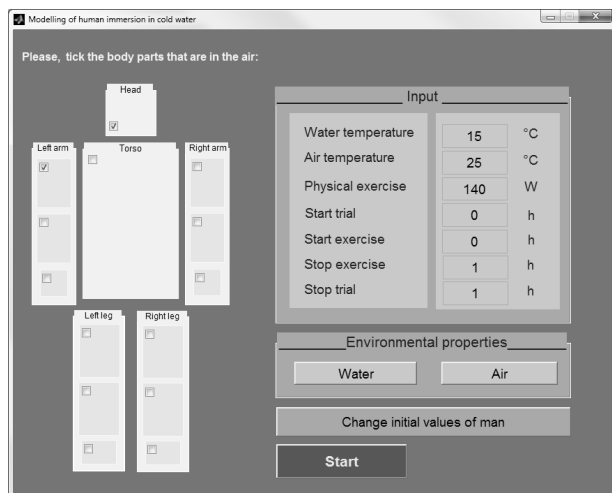 Modelling of human immersion in cold water
Please, tick the body parts that are in the air:
Head
Left arm
Torso
Right arm
Left leg
Right leg
Input
Water temperature 15 °C
Air temperature 25 °C
Physical exercise 140 W
Start trial 0 h
Start exercise 0 h
Stop exercise 1 h
Stop trial 1 h
Environmental properties
Water Air
Change initial values of man
Start